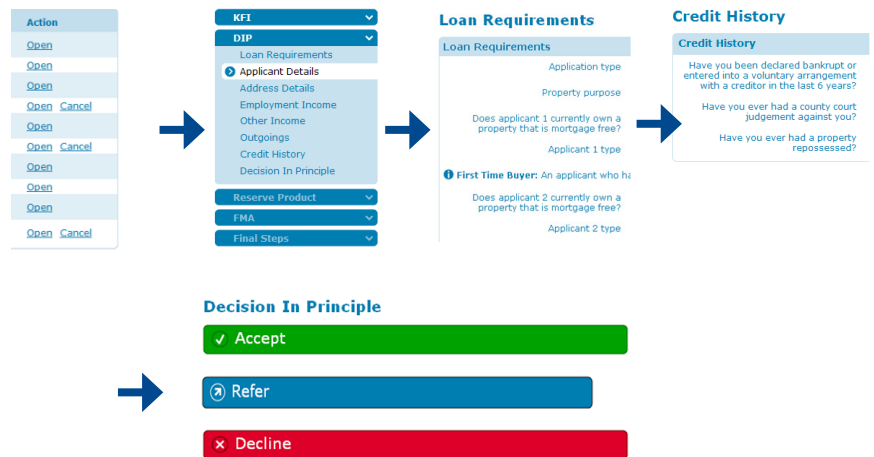 Action
Open
Open
Open
Open Cancel
Open
Open Cancel
Open
Open
Open
Open Cancel
KFI
DIP
Loan Requirements
Applicant Details
Address Details
Employment Income
Other Income
Outgoings
Credit History
Decision In Principle
Reserve Product
FMA
Final Steps
Loan Requirements
Loan Requirements
Application type
Property purpose
Does applicant 1 currently own a
property that is mortgage free?
Applicant 1 type
First Time Buyer: An applicant who ha
Does applicant 2 currently own a
property that is mortgage free?
Applicant 2 type
Credit History
Credit History
Have you been declared bankrupt or
entered into a voluntary arrangement
with a creditor in the last 6 years?
Have you ever had a county court
judgement against you?
Have you ever had a property
repossessed?
Decision In Principle
Accept
Refer
Decline